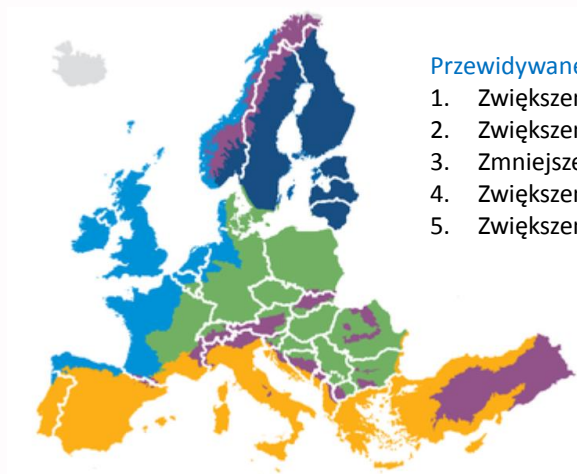 Przewidywane
1. Zwiększen
2. Zwiększen
3. Zmniejsze
4. Zwiększen
5. Zwiększen